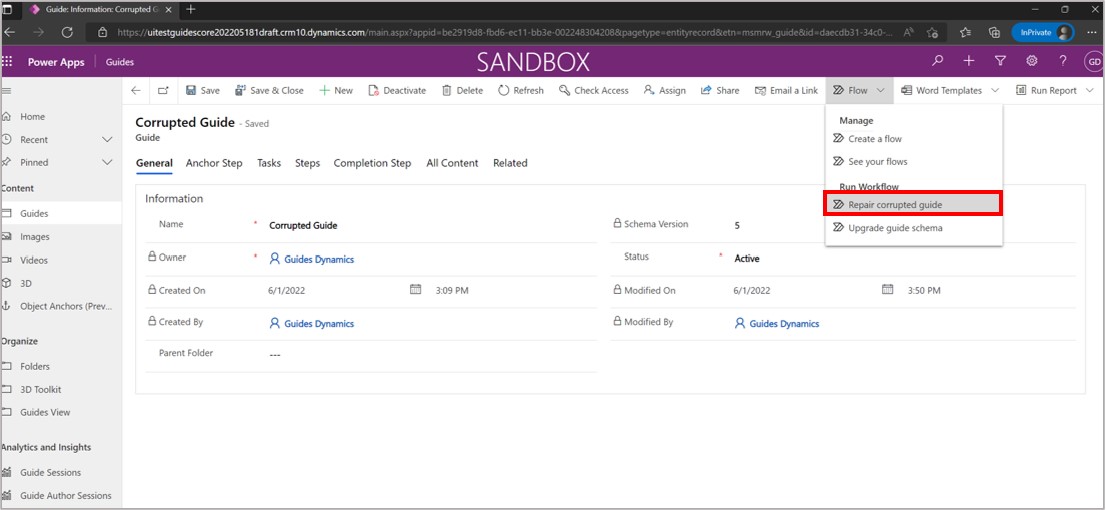 Guide: Information: Corrupted G
https://uitestguidescore202205181draft.crm10.dynamics.com/main.aspx?appid=be2919d8-fbd6-ec11-bb3e-002248304208&pagetype=entityrecord&etn=msmrw_guide&id=daecdb31-34c0-...
InPrivate
Power Apps Guides SANDBOX GD
Save Save & Close New Deactivate Delete Refresh Check Access Assign Share Email a Link Flow Word Templates Run Report
Home
Recent
Pinned
Content
Guides
Images
Videos
3D
Object Anchors (Prev...
Organize
Folders
3D Toolkit
Guides View
Analytics and Insights
Guide Sessions
Guide Author Sessions
Corrupted Guide - Saved
Guide
General Anchor Step Tasks Steps Completion Step All Content Related
Manage
Create a flow
See your flows
Run Workflow
Repair corrupted guide
Upgrade guide schema
Information
Name * Corrupted Guide Schema Version 5
Owner * Guides Dynamics Status * Active
Created On 6/1/2022 3:09 PM Modified On 6/1/2022 3:50 PM
Created By Guides Dynamics Modified By Guides Dynamics
Parent Folder ---